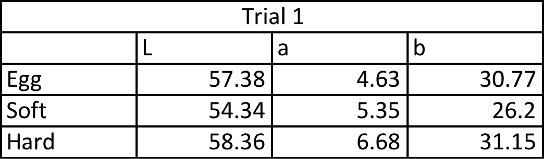 Trial 1
L a b
Egg 57.38 4.63 30.77
Soft 54.34 5.35 26.2
Hard 58.36 6.68 31.15